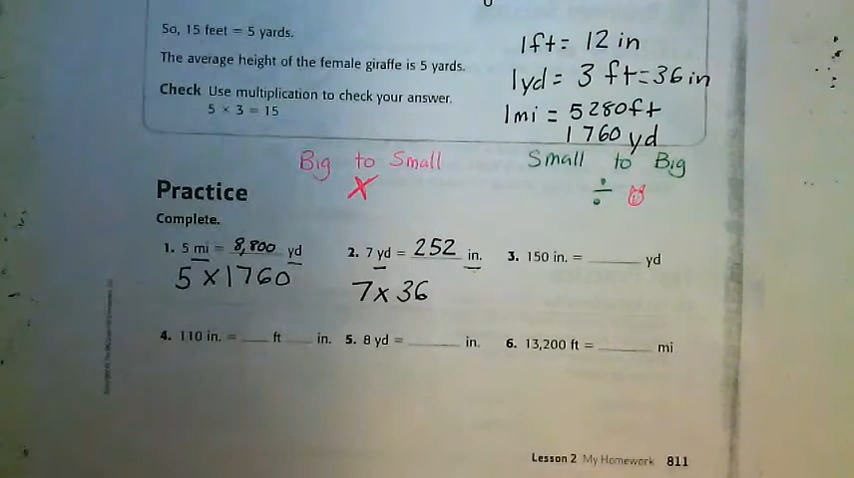 So, 15 feet = 5 yards.
The average height of the female giraffe is 5 yards.
Check Use multiplication to check your answer.
5 × 3 = 15
1ft = 12 in
1yd = 3 ft = 36 in
1mi = 5280ft
1760 yd
Big to Small
X
Small to Big
÷
Practice
Complete.
1. 5 mi = 8,800 yd
5 X 1760
2. 7 yd = 252 in.
7 x 36
3. 150 in. = ______ yd
4. 110 in. = ____ ft ____ in.
5. 8 yd = ________ in.
6. 13,200 ft = ________ mi
Lesson 2 My Homework 811